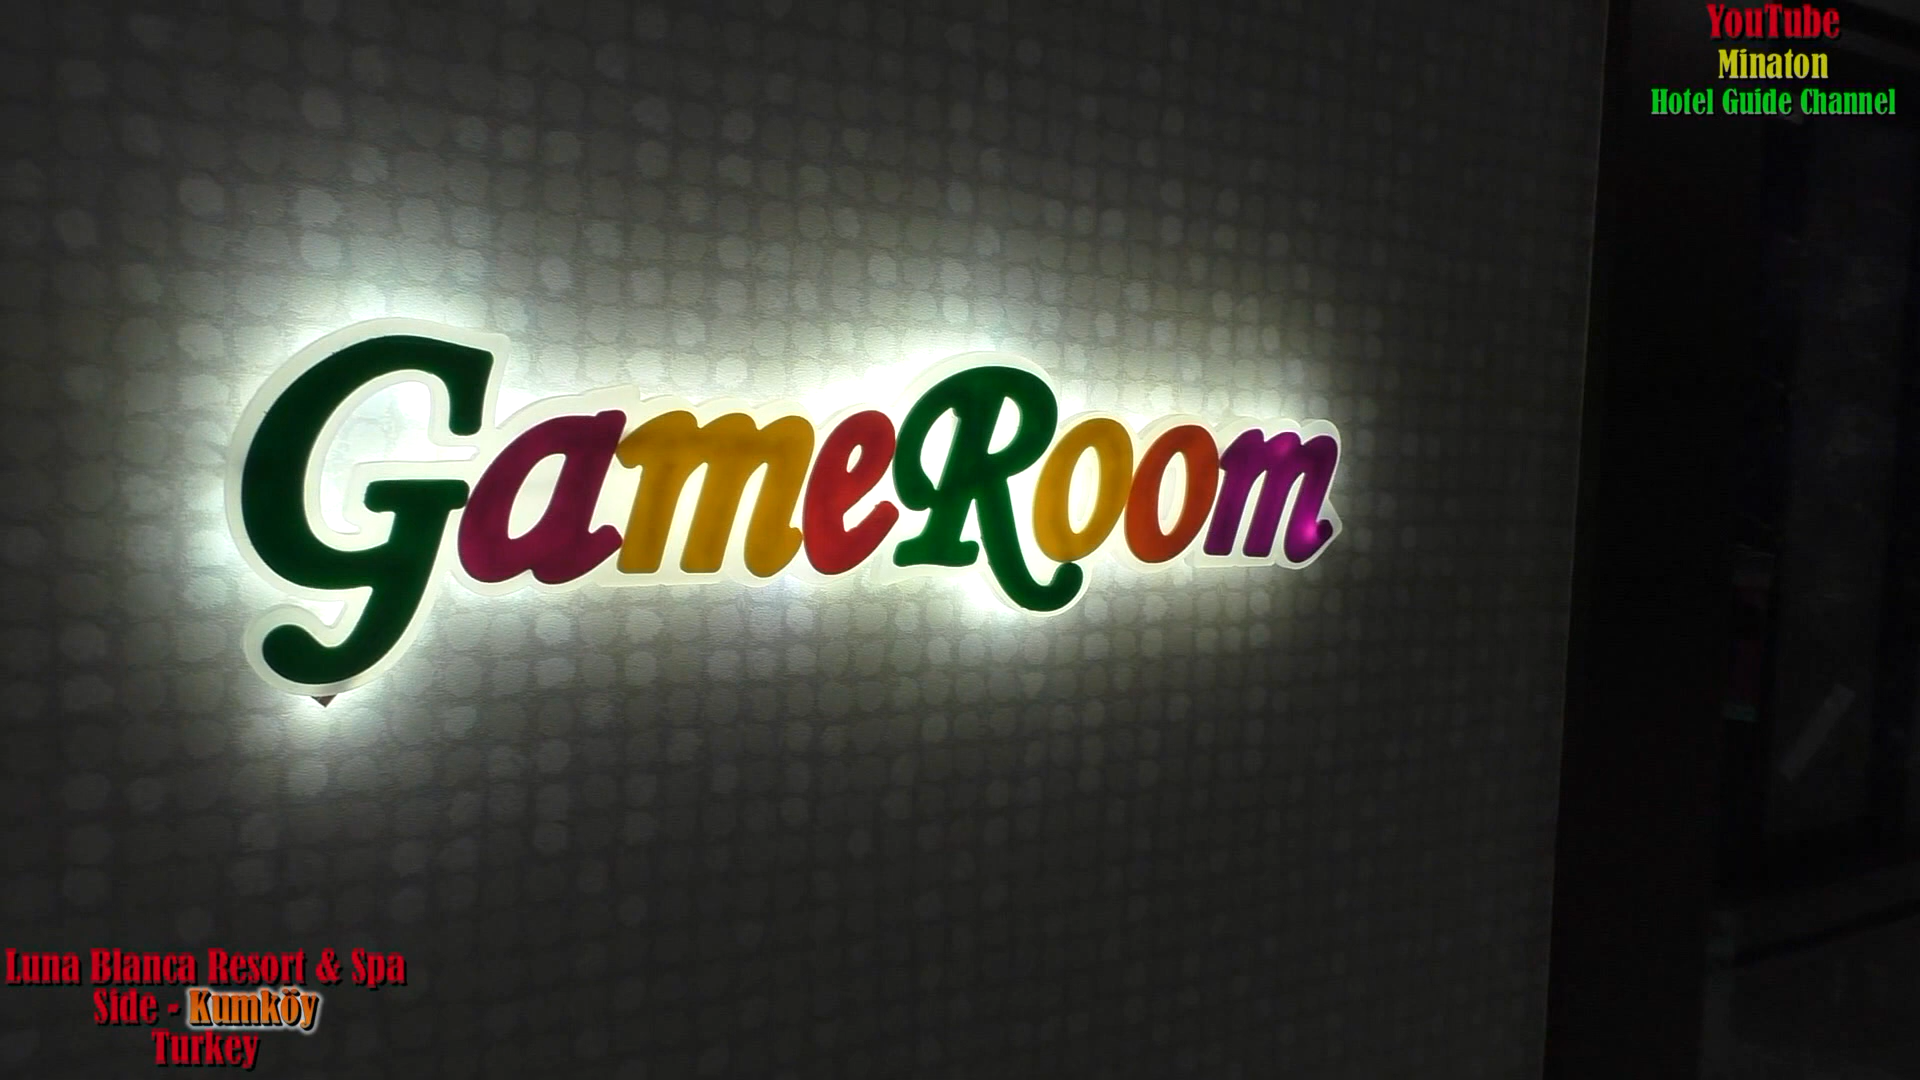 YouTube
Minaton
Hotel Guide Channel
GameRoom
Luna Blanca Resort & Spa
Side - Kumköy
Turkey